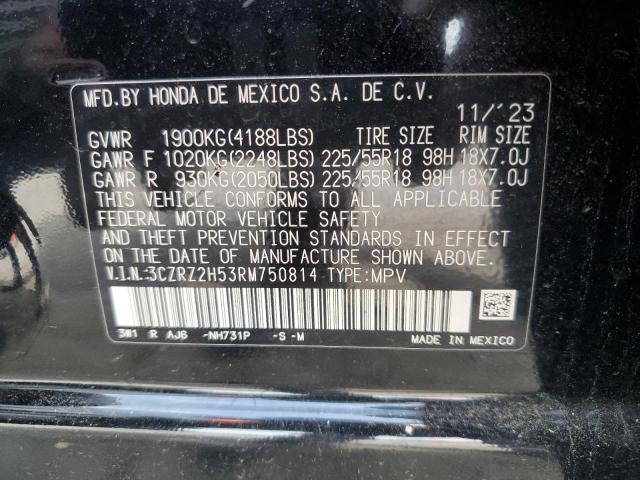 MFD.BY HONDA DE MEXICO S.A. DE C.V.
11/'23
GVWR 1900KG(4188LBS) TIRE SIZE RIM SIZE
GAWR F 1020KG(2248LBS) 225/55R18 98H 18X7.0J
GAWR R 930KG(2050LBS) 225/55R18 98H 18X7.0J
THIS VEHICLE CONFORMS TO ALL APPLICABLE
FEDERAL MOTOR VEHICLE SAFETY
AND THEFT PREVENTION STANDARDS IN EFFECT
ON THE DATE OF MANUFACTURE SHOWN ABOVE.
V.I.N.:3CZRZ2H53RM750814 TYPE:MPV
3W1 R AJ6 -NH731P -S -M
MADE IN MEXICO